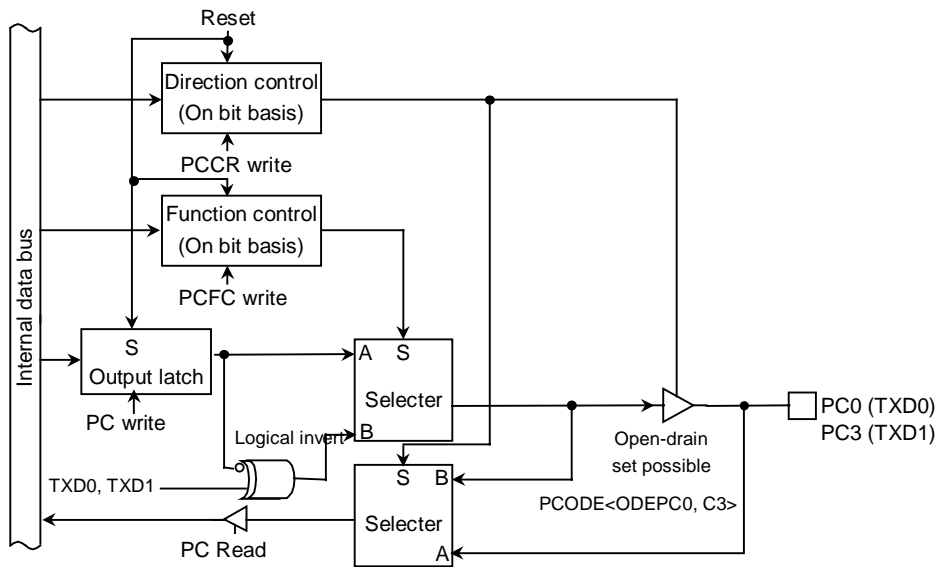 Reset
Direction control
(On bit basis)
PCCR write
Function control
(On bit basis)
PCFC write
Internal data bus
S
Output latch
PC write
A
S
Selecter
B
Logical invert
TXD0, TXD1
S
B
Selecter
A
PC Read
Open-drain
set possible
PCODE<ODEPC0, C3>
PC0 (TXD0)
PC3 (TXD1)